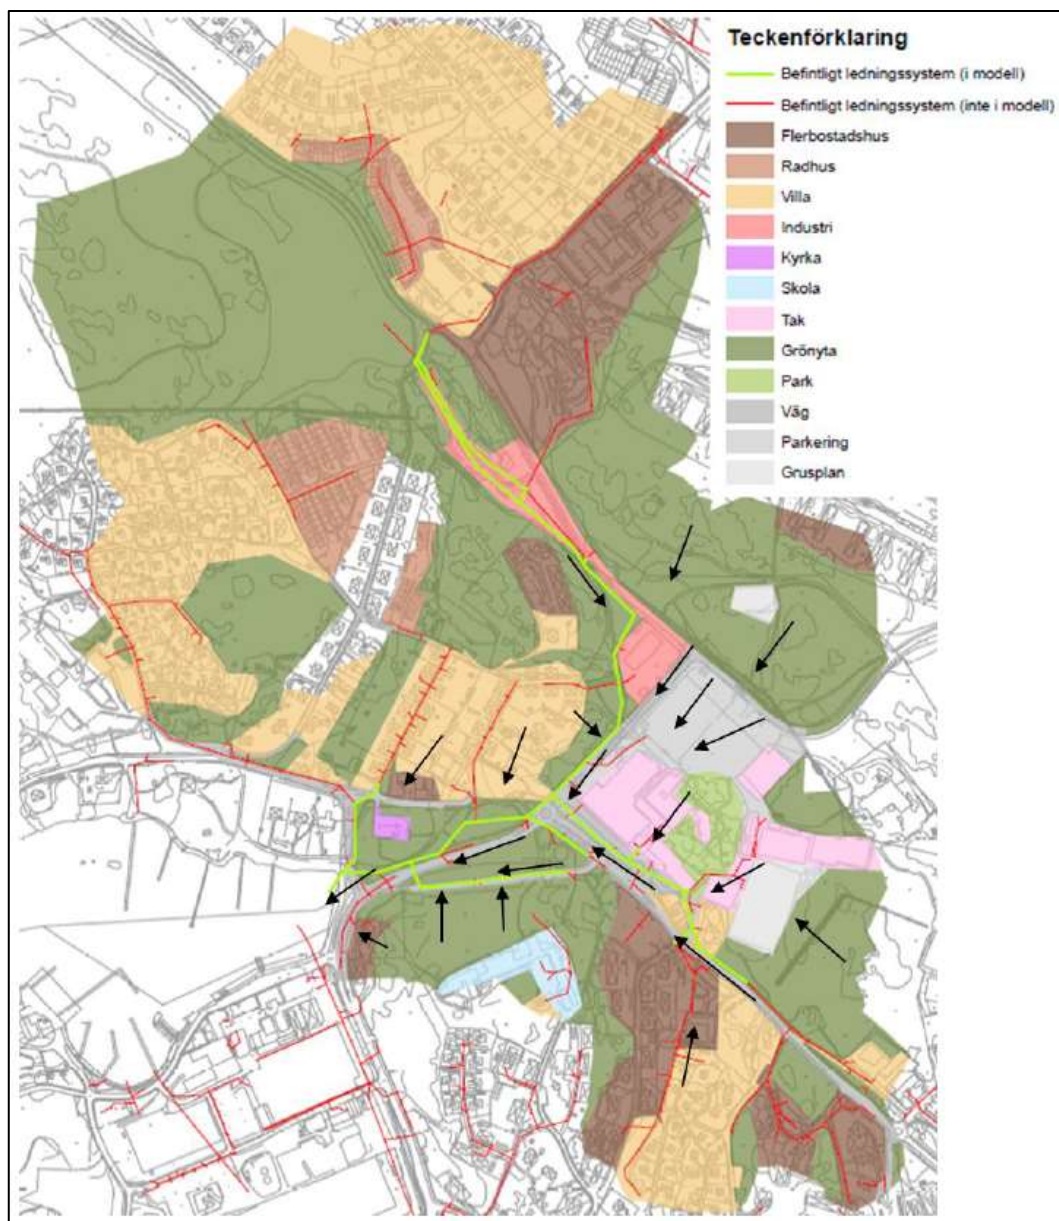 Teckenförklaring
Befintligt ledningssystem (i modell)
Befintligt ledningssystem (inte i modell)
Flerbostadshus
Radhus
Villa
Industri
Kyrka
Skola
Tak
Grönyta
Park
Väg
Parkering
Grusplan